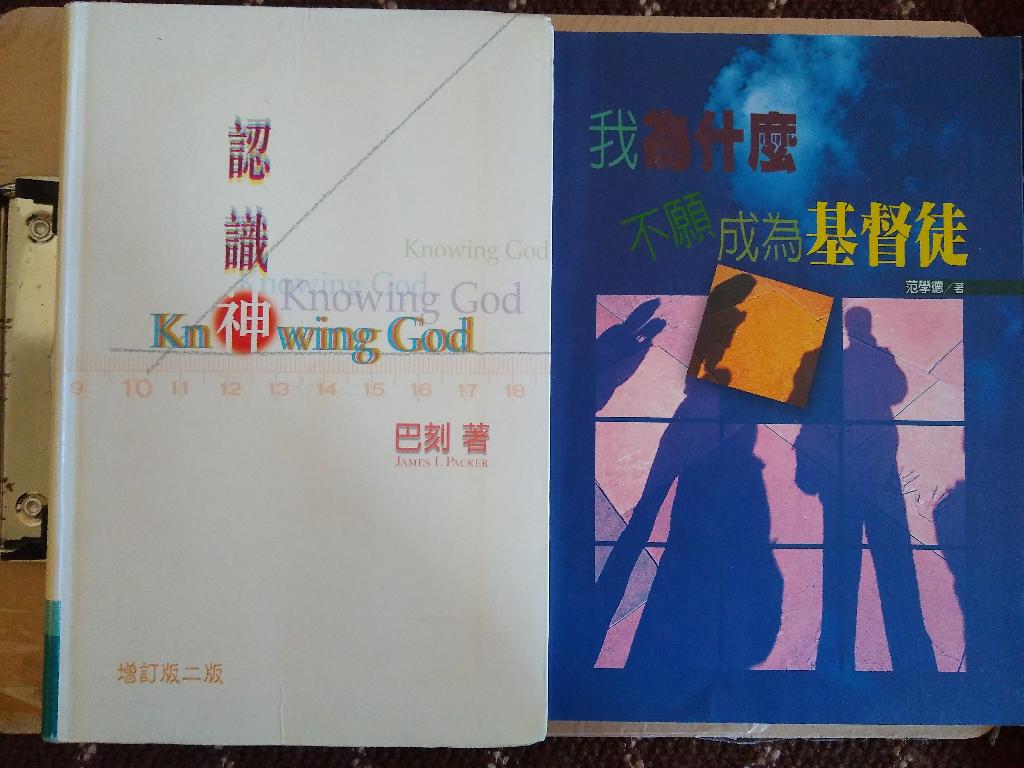 認
識
Knowing God
Knowing God
Knowing God
Kn神wing God
9 10 11 12 13 14 15 16 17 18
巴刻 著
JAMES I. PACKER
增訂版二版
我為什麼
不願成為基督徒
范學德/著